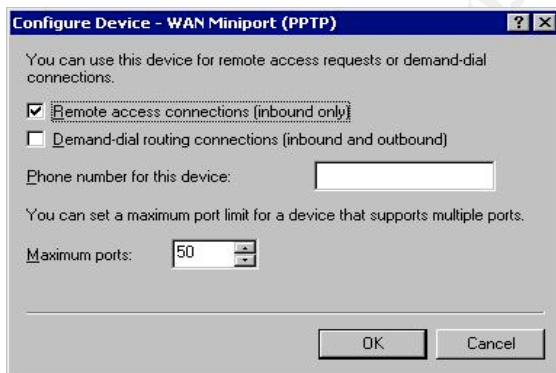 Configure Device - WAN Miniport (PPTP)
You can use this device for remote access requests or demand-dial
connections.
Remote access connections (inbound only)
Demand-dial routing connections (inbound and outbound)
Phone number for this device:
You can set a maximum port limit for a device that supports multiple ports.
Maximum ports: 50
OK Cancel